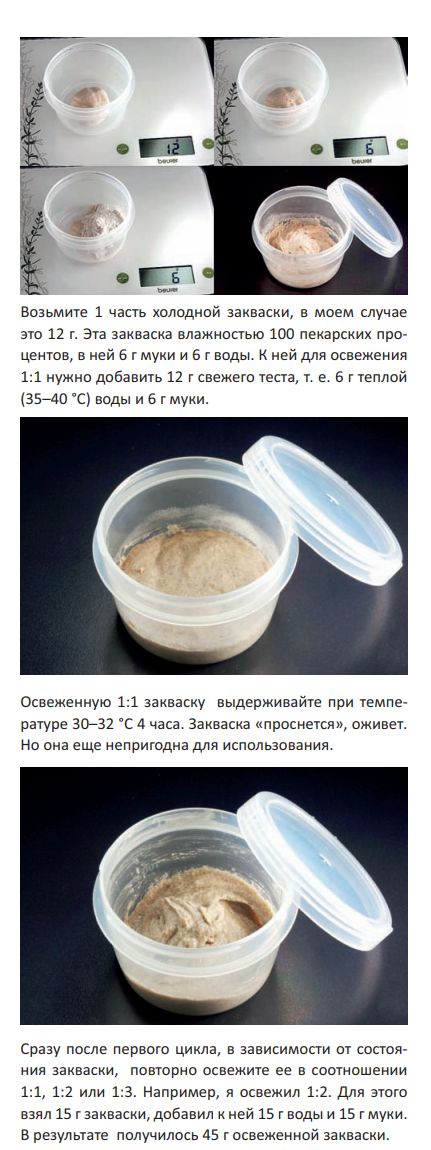 12
beurer
6
beurer
6
beurer
Возьмите 1 часть холодной закваски, в моем случае
это 12 г. Эта закваска влажностью 100 пекарских про-
центов, в ней 6 г муки и 6 г воды. К ней для освежения
1:1 нужно добавить 12 г свежего теста, т. е. 6 г теплой
(35–40 °С) воды и 6 г муки.
Освеженную 1:1 закваску выдерживайте при темпе-
ратуре 30–32 °С 4 часа. Закваска «проснется», оживет.
Но она еще непригодна для использования.
Сразу после первого цикла, в зависимости от состоя-
ния закваски, повторно освежите ее в соотношении
1:1, 1:2 или 1:3. Например, я освежил 1:2. Для этого
взял 15 г закваски, добавил к ней 15 г воды и 15 г муки.
В результате получилось 45 г освеженной закваски.